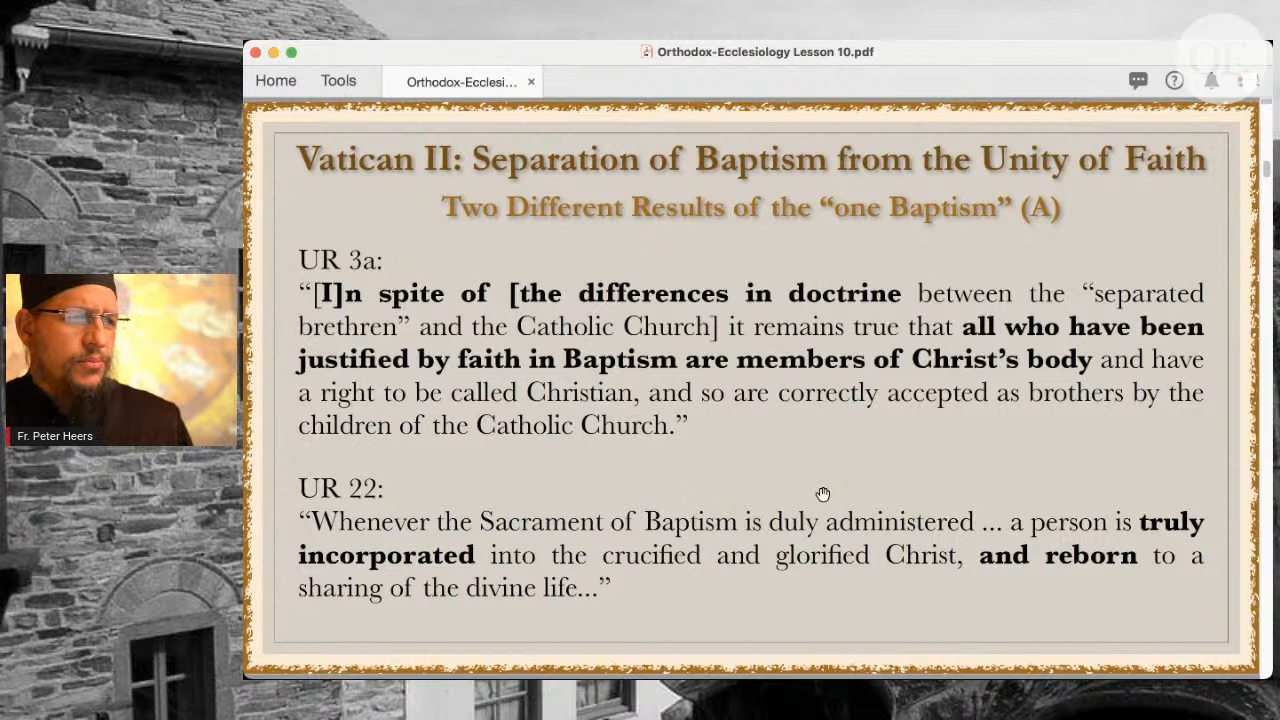 Orthodox-Ecclesiology Lesson 10.pdf
Home Tools Orthodox-Ecclesi... ×
Vatican II: Separation of Baptism from the Unity of Faith
Two Different Results of the “one Baptism” (A)
UR 3a:
“[I]n spite of [the differences in doctrine between the “separated
brethren” and the Catholic Church] it remains true that all who have been
justified by faith in Baptism are members of Christ’s body and have
a right to be called Christian, and so are correctly accepted as brothers by the
children of the Catholic Church.”
UR 22:
“Whenever the Sacrament of Baptism is duly administered ... a person is truly
incorporated into the crucified and glorified Christ, and reborn to a
sharing of the divine life...”
Fr. Peter Heers